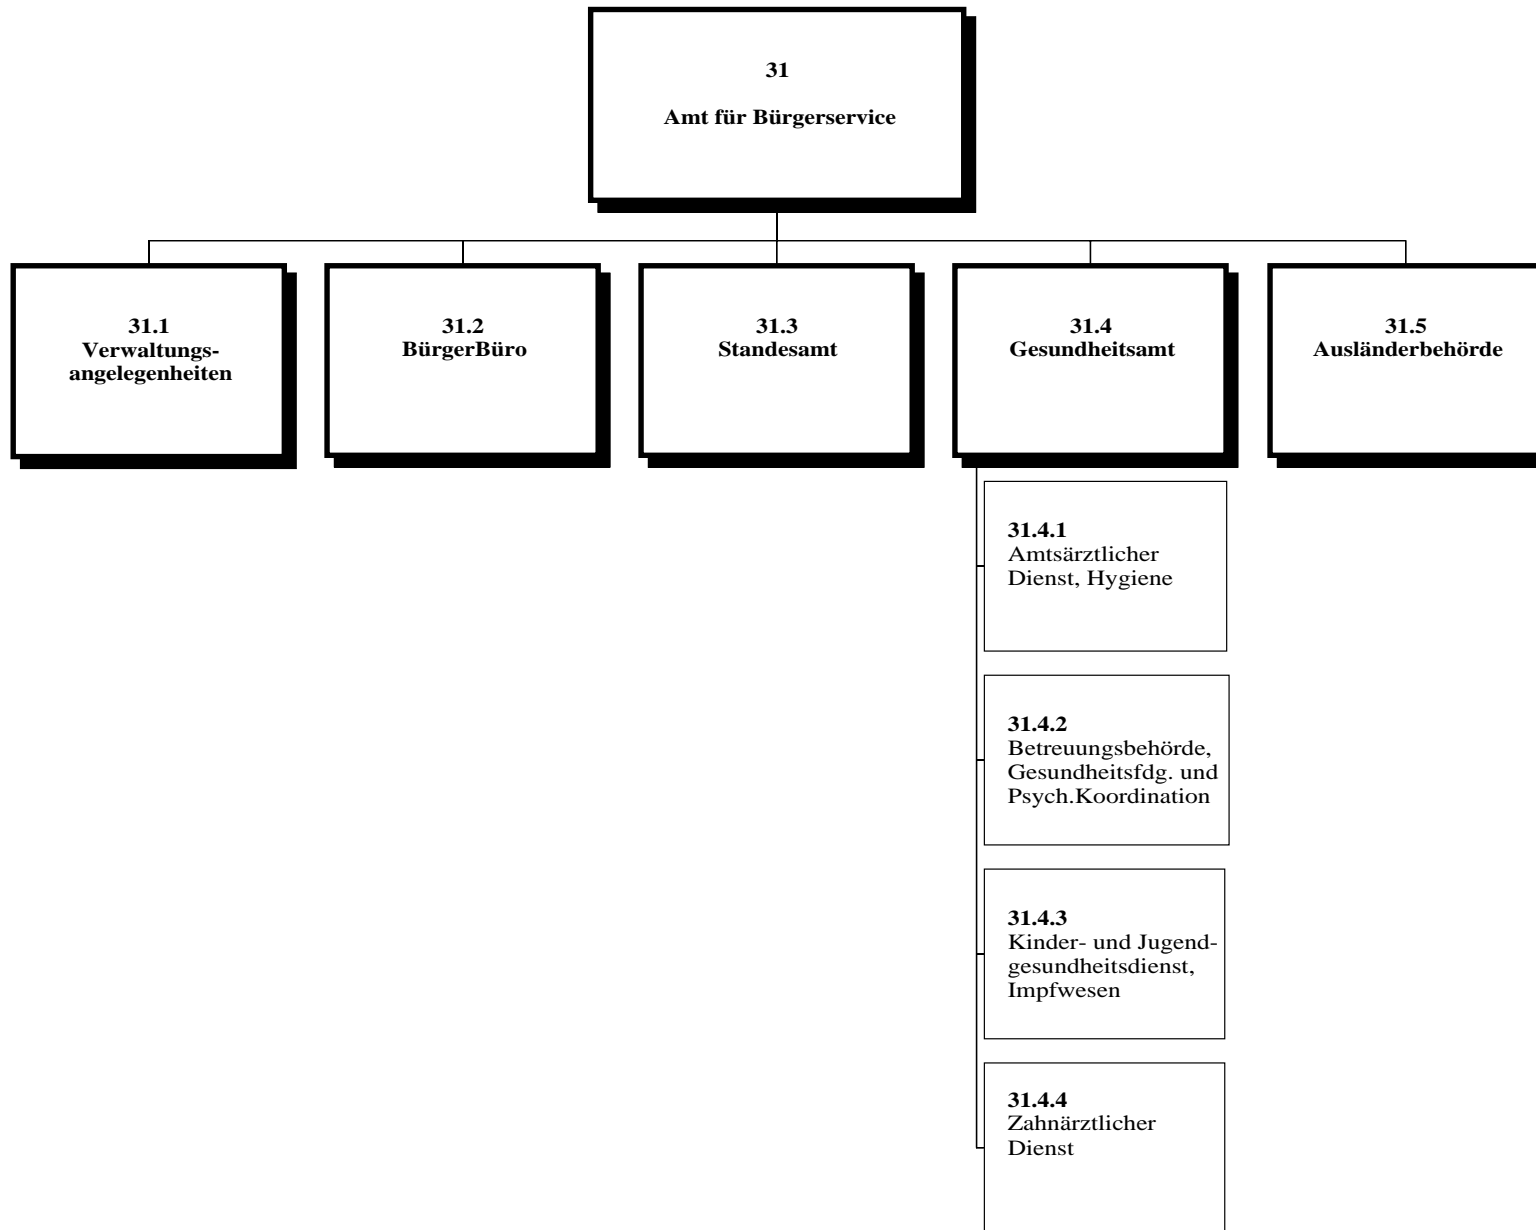 31
Amt für Bürgerservice
31.1
Verwaltungs-
angelegenheiten
31.2
BürgerBüro
31.3
Standesamt
31.4
Gesundheitsamt
31.5
Ausländerbehörde
31.4.1
Amtsärztlicher
Dienst, Hygiene
31.4.2
Betreuungsbehörde,
Gesundheitsfdg. und
Psych.Koordination
31.4.3
Kinder- und Jugend-
gesundheitsdienst,
Impfwesen
31.4.4
Zahnärztlicher
Dienst